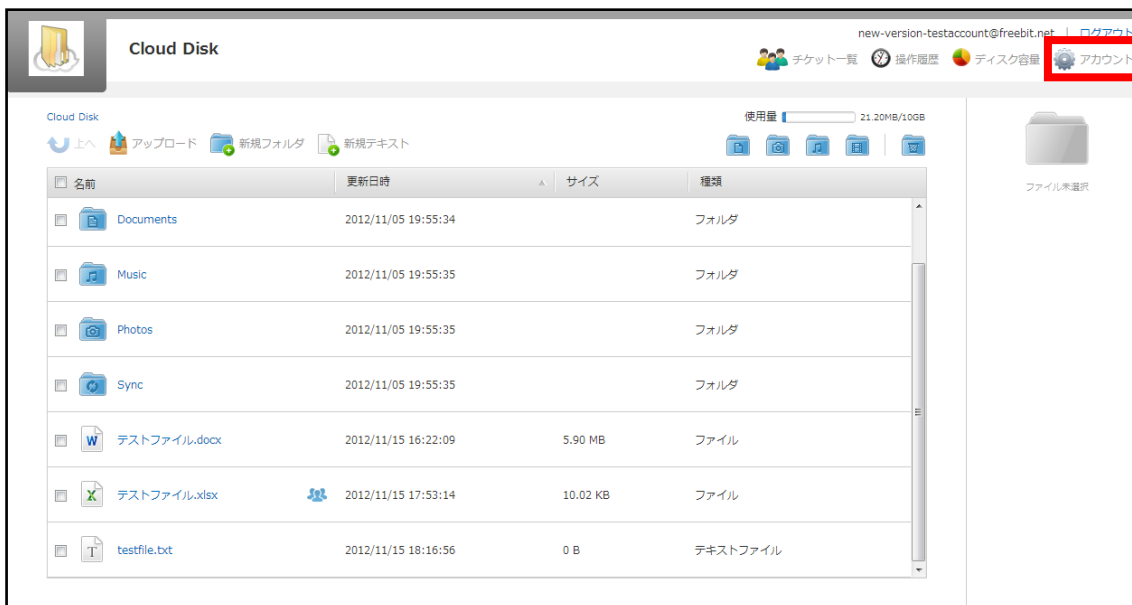 new-version-testaccount@freebit.net | ログアウト
Cloud Disk
チケット一覧 操作履歴 ディスク容量 アカウント
Cloud Disk
使用量 21.20MB/10GB
上へ アップロード 新規フォルダ 新規テキスト
名前 更新日時 サイズ 種類
ファイル未選択
Documents 2012/11/05 19:55:34 フォルダ
Music 2012/11/05 19:55:35 フォルダ
Photos 2012/11/05 19:55:35 フォルダ
Sync 2012/11/05 19:55:35 フォルダ
テストファイル.docx 2012/11/15 16:22:09 5.90 MB ファイル
テストファイル.xlsx 2012/11/15 17:53:14 10.02 KB ファイル
testfile.txt 2012/11/15 18:16:56 0 B テキストファイル